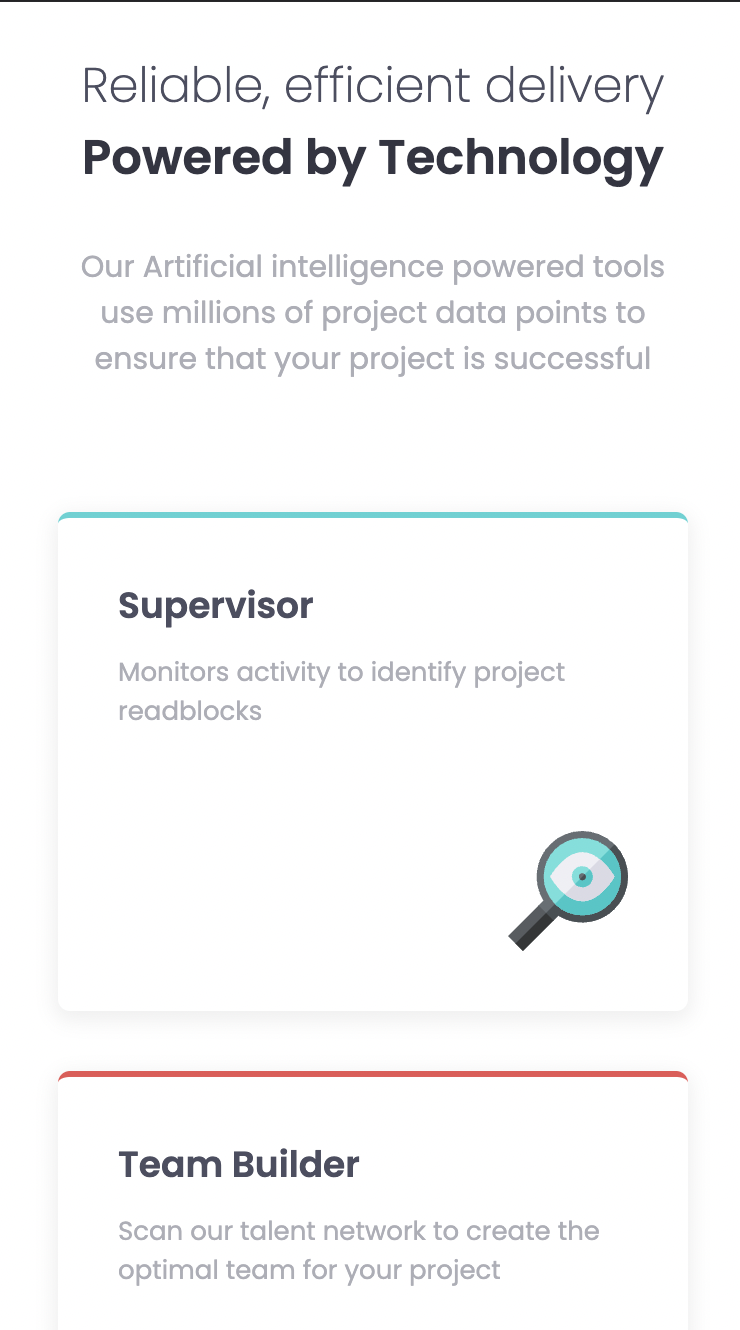 Reliable, efficient delivery
Powered by Technology
Our Artificial intelligence powered tools
use millions of project data points to
ensure that your project is successful
Supervisor
Monitors activity to identify project
readblocks
Team Builder
Scan our talent network to create the
optimal team for your project